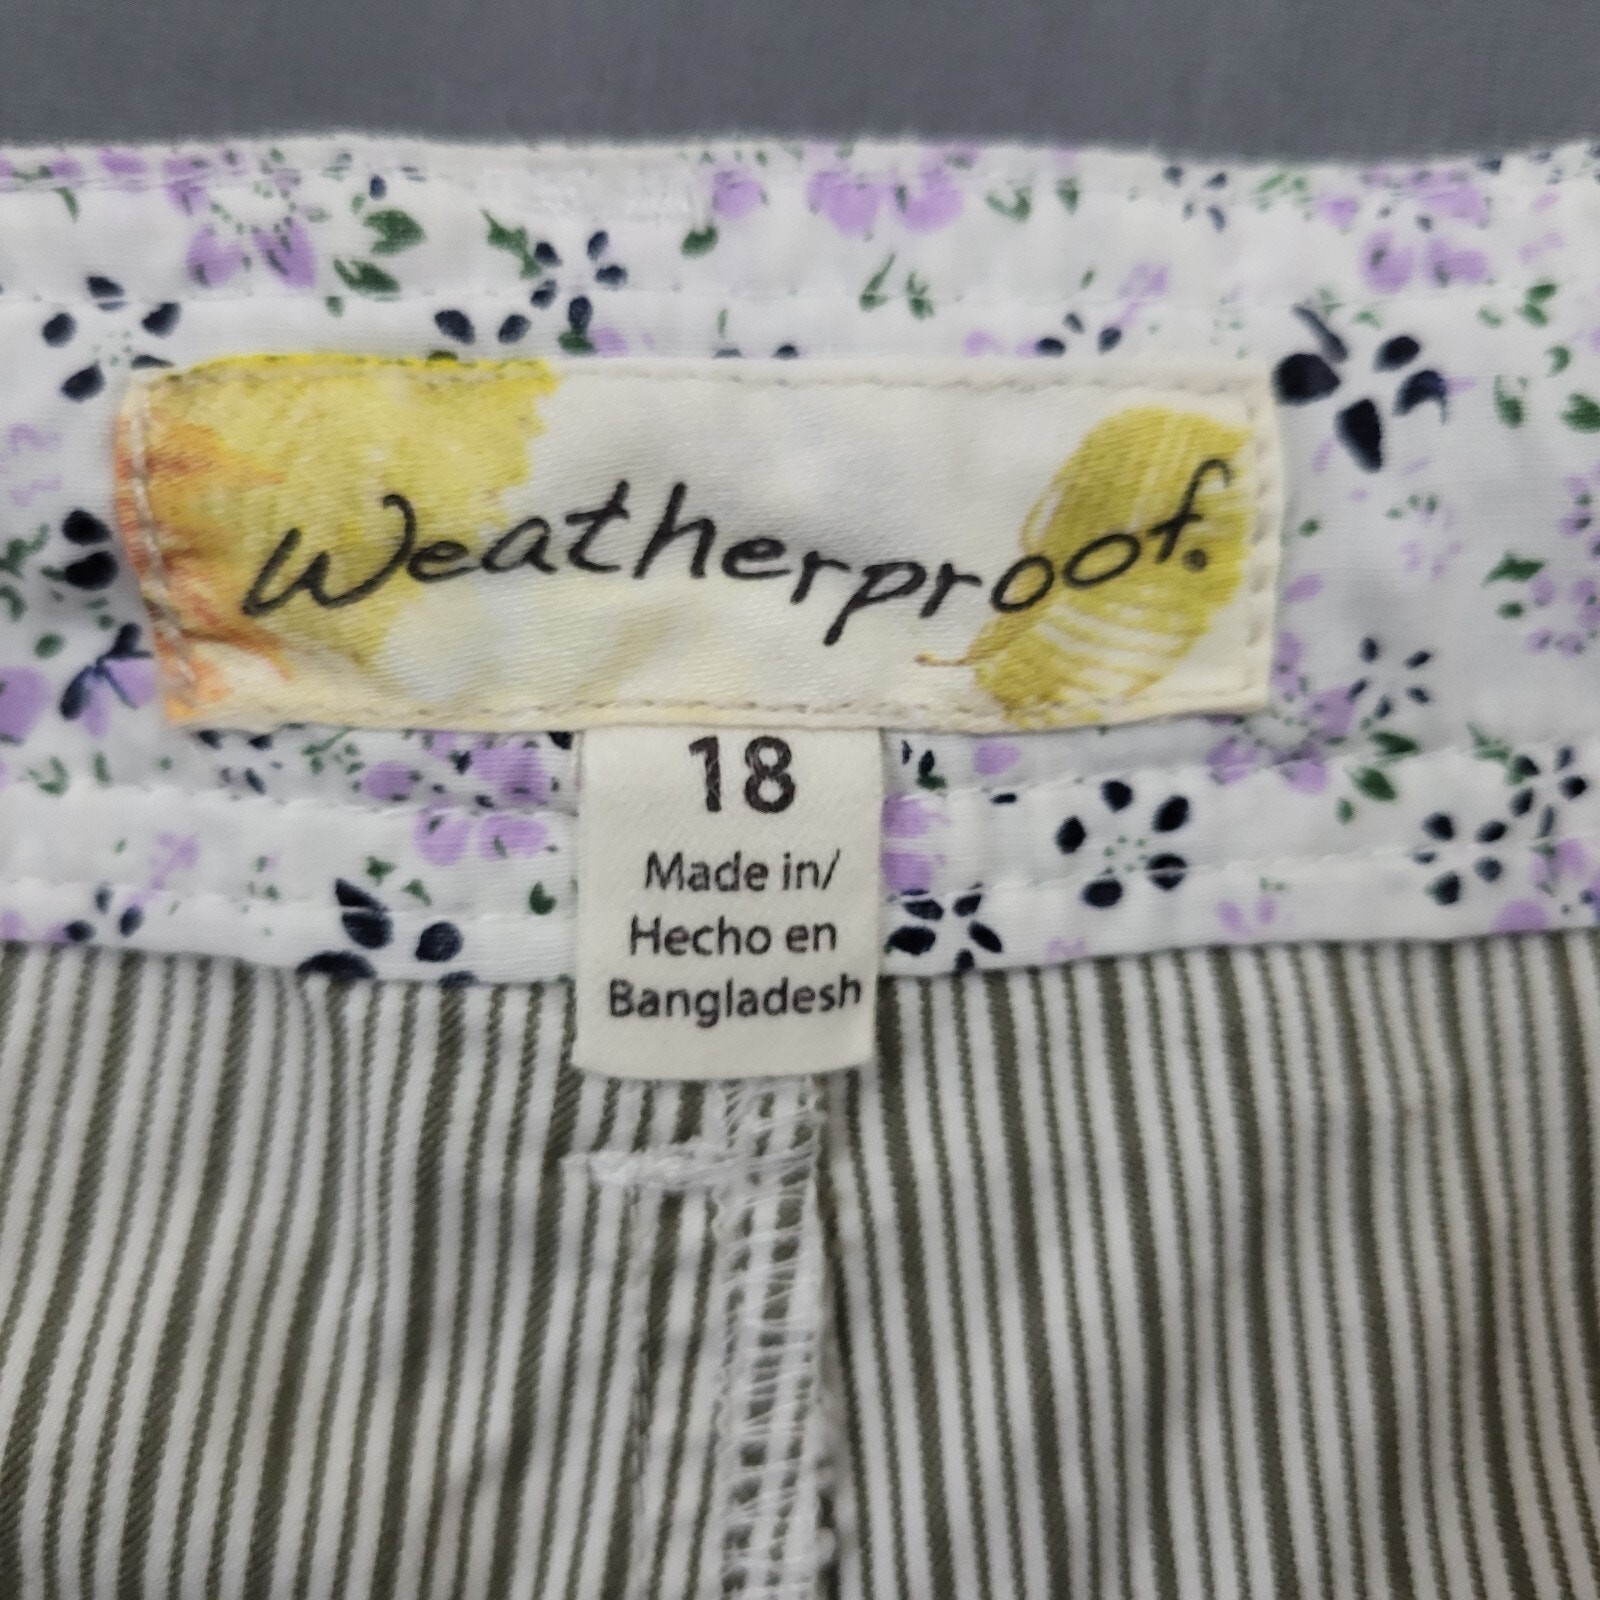 Weatherproof.
18
Made in/
Hecho en
Bangladesh